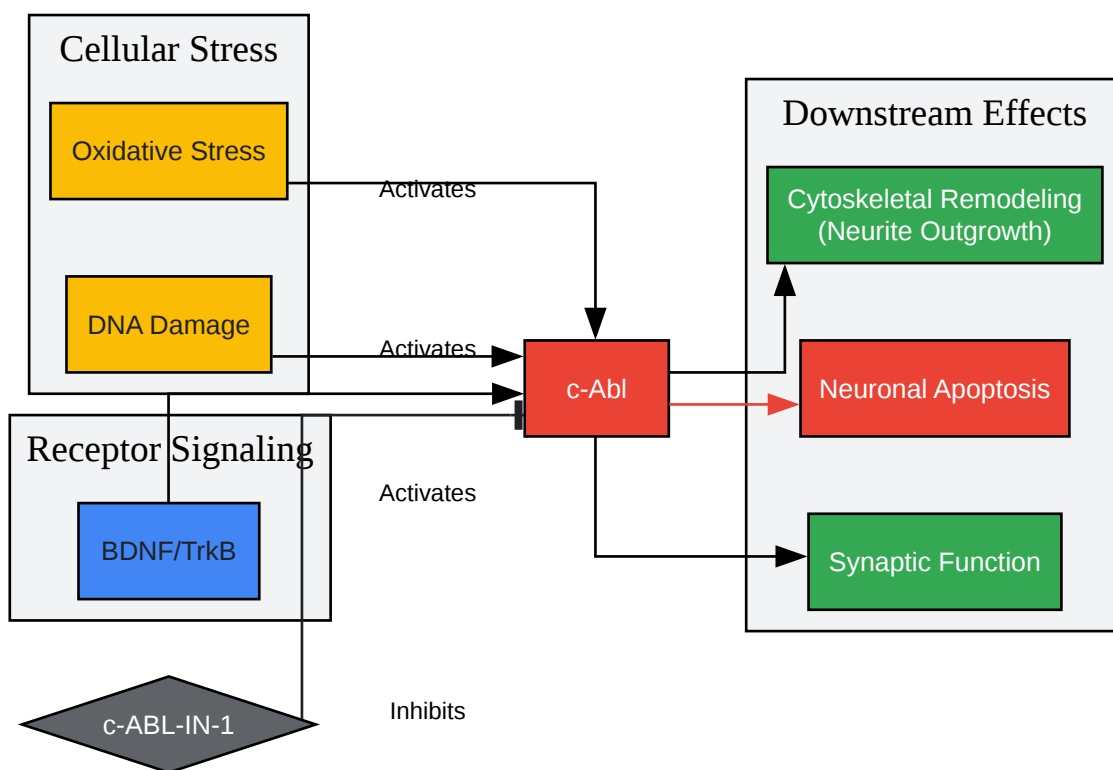 Cellular Stress
Oxidative Stress
Activates
DNA Damage
Activates
Receptor Signaling
BDNF/TrkB
Activates
c-ABL-IN-1
Inhibits
c-Abl
Downstream Effects
Cytoskeletal Remodeling
(Neurite Outgrowth)
Neuronal Apoptosis
Synaptic Function